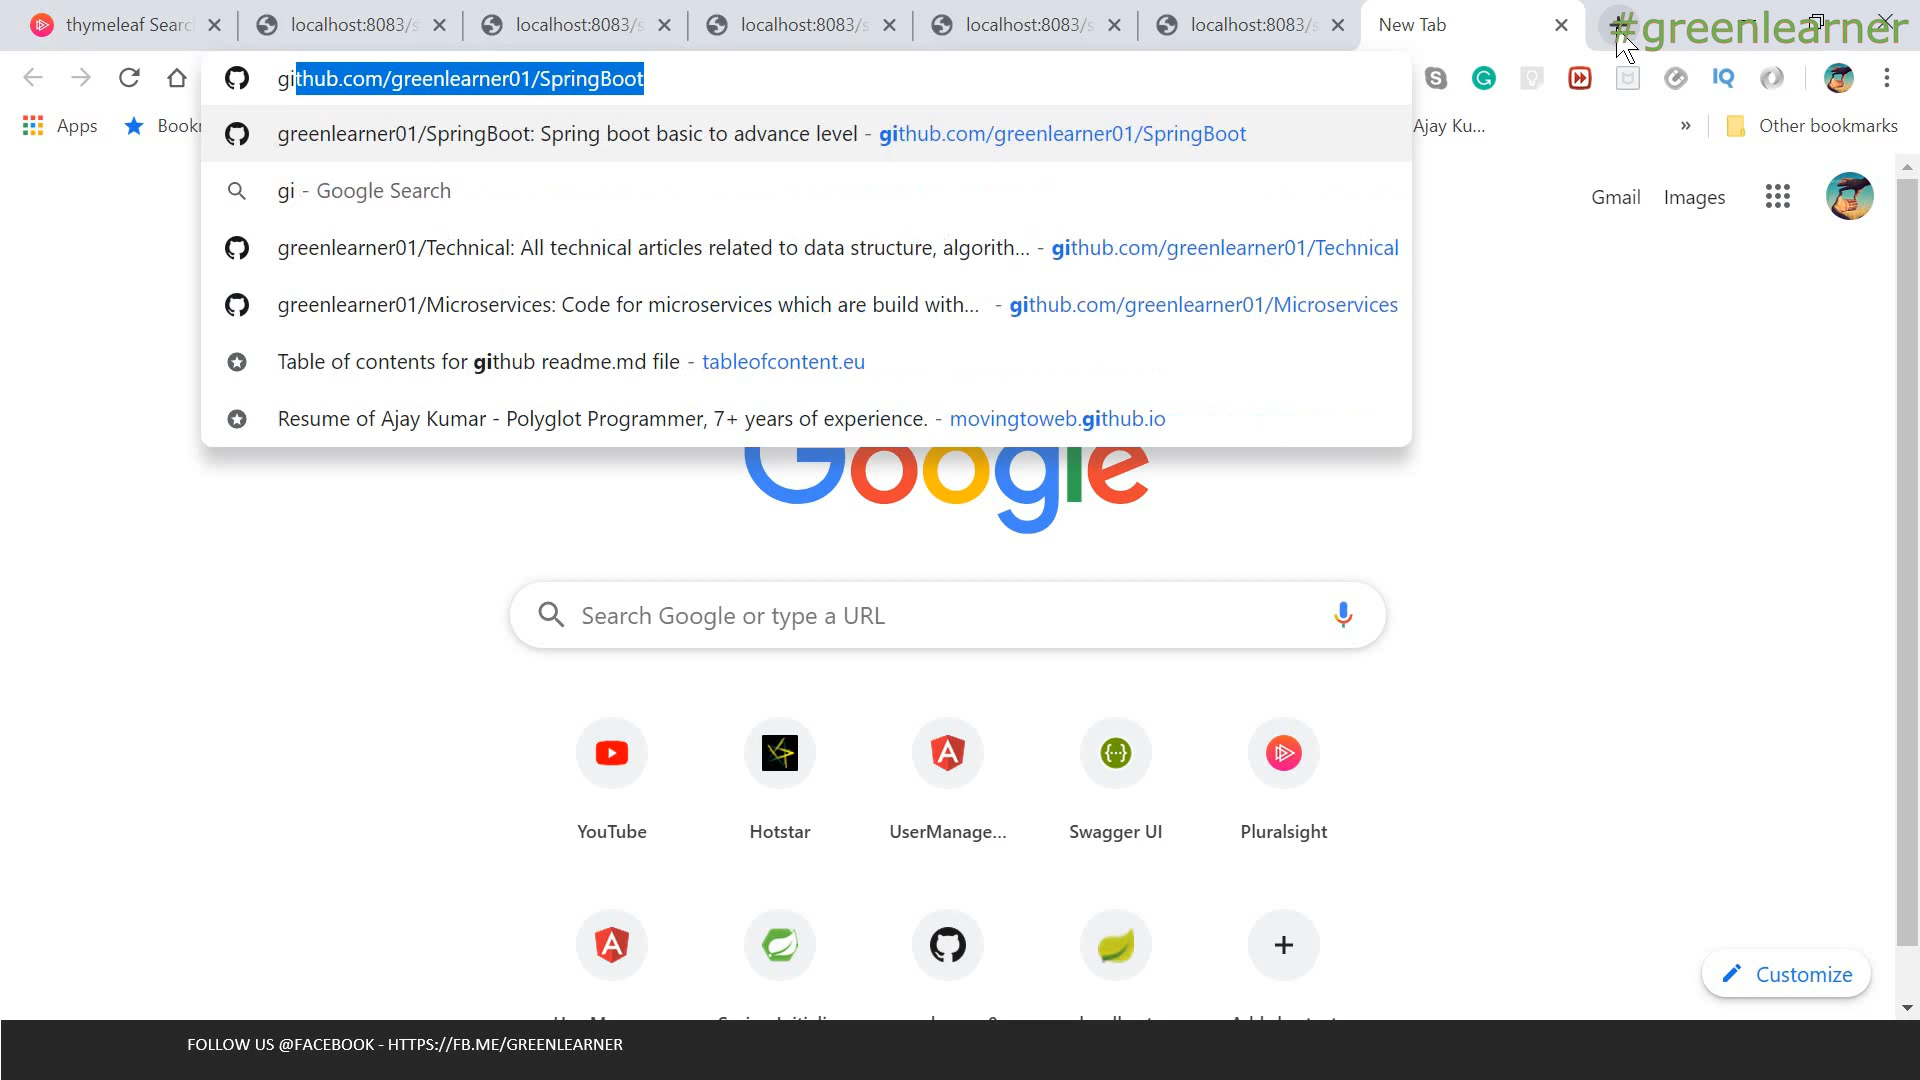 thymeleaf Searc
localhost:8083/s
localhost:8083/s
localhost:8083/s
localhost:8083/s
localhost:8083/s
New Tab
#greenlearner
github.com/greenlearner01/SpringBoot
Apps
Bookr
Ajay Ku...
»
Other bookmarks
greenlearner01/SpringBoot: Spring boot basic to advance level - github.com/greenlearner01/SpringBoot
gi - Google Search
greenlearner01/Technical: All technical articles related to data structure, algorith... - github.com/greenlearner01/Technical
greenlearner01/Microservices: Code for microservices which are build with... - github.com/greenlearner01/Microservices
Table of contents for github readme.md file - tableofcontent.eu
Resume of Ajay Kumar - Polyglot Programmer, 7+ years of experience. - movingtoweb.github.io
Gmail
Images
Google
Search Google or type a URL
YouTube
Hotstar
UserManage...
Swagger UI
Pluralsight
Customize
FOLLOW US @FACEBOOK - HTTPS://FB.ME/GREENLEARNER